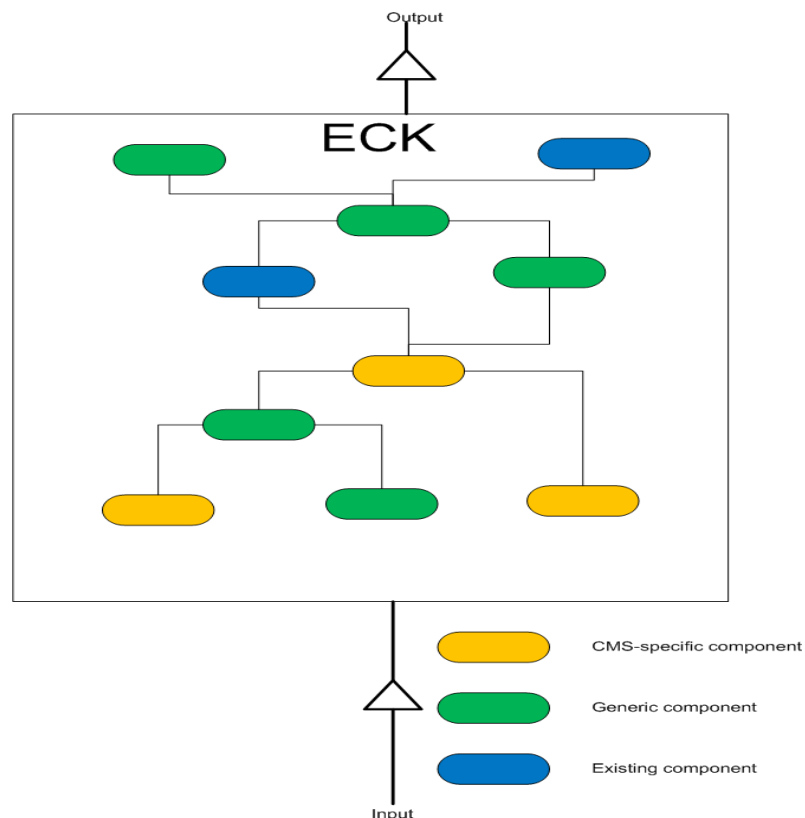 Output
ECK
CMS-specific component
Generic component
Existing component
Input